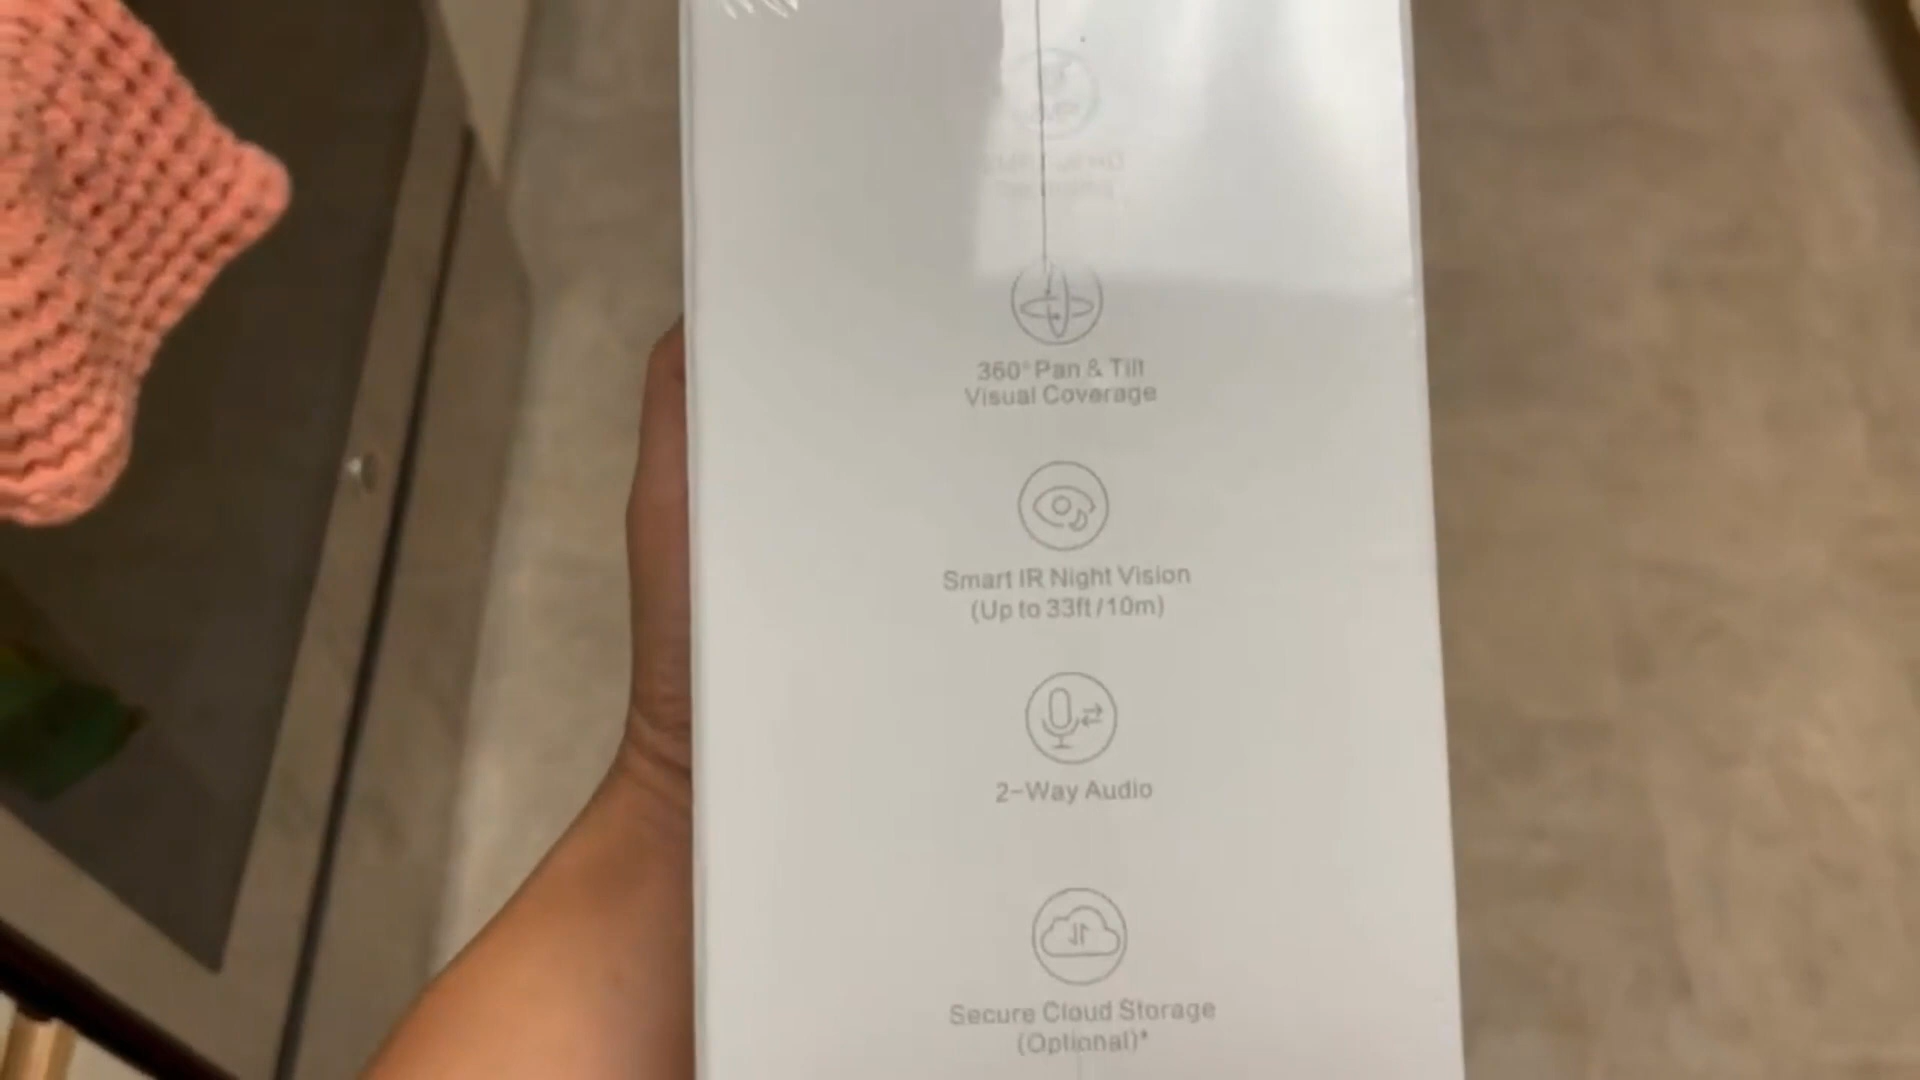 360° Pan & Tilt
Visual Coverage
Smart IR Night Vision
(Up to 33ft/10m)
2-Way Audio
Secure Cloud Storage
(Optional)*